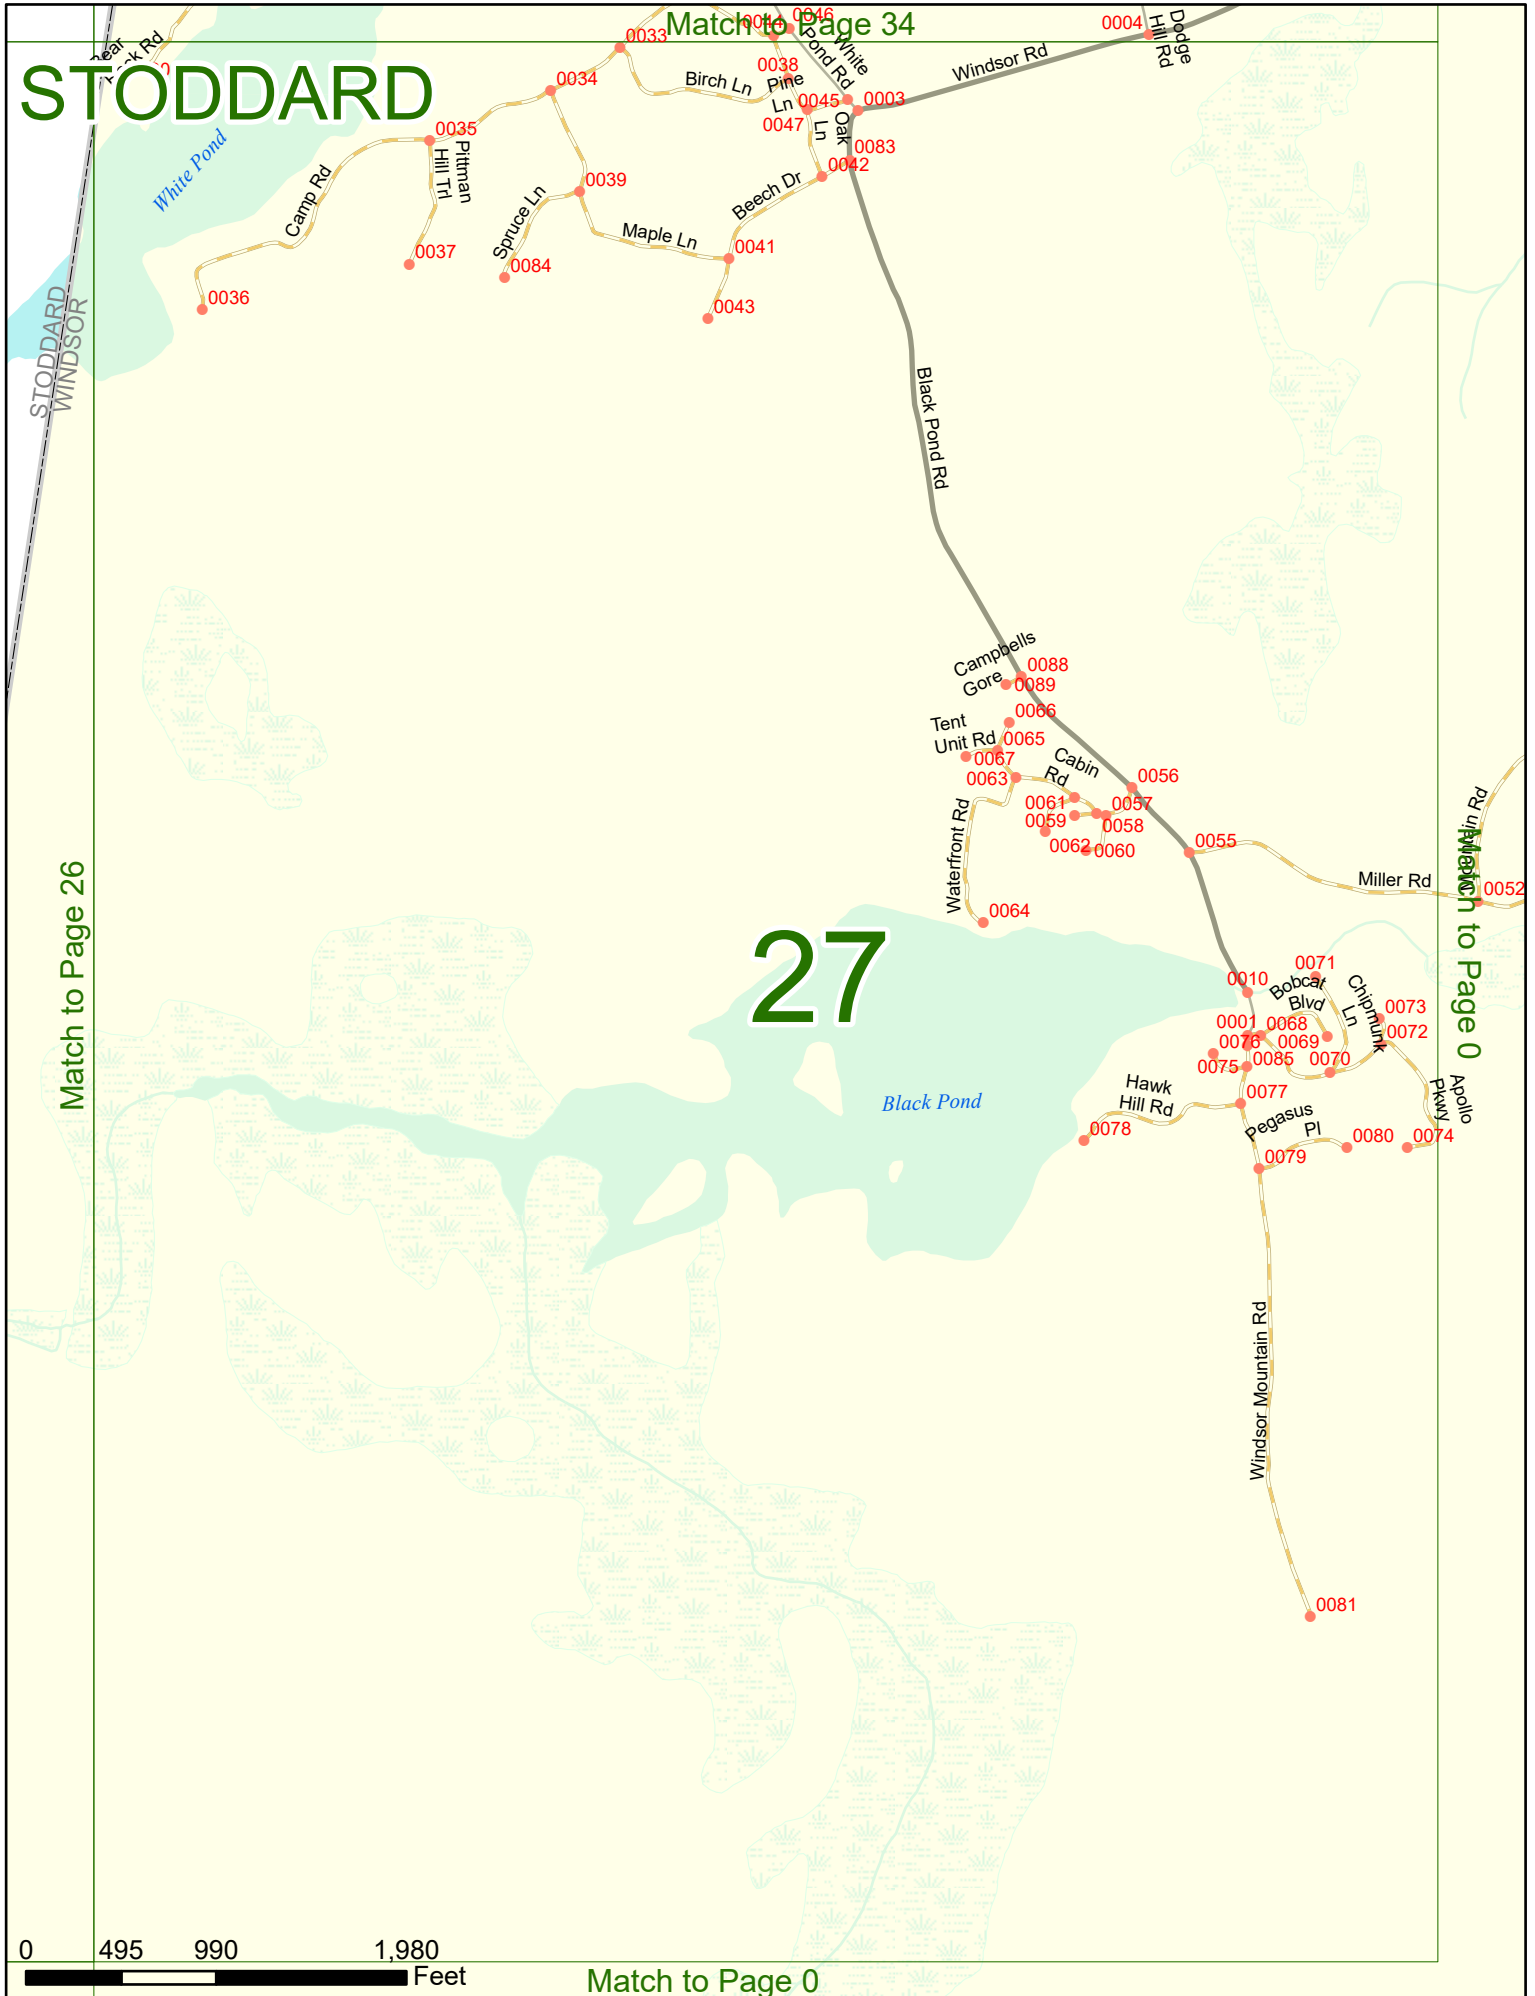 Match to Page 34
STODDARD
0046
0044
0004
Dodge
Hill Rd
White
Pond Rd
Windsor Rd
0033
0034
0038
Birch Ln
Pine
Ln
0045
0003
0047
Ln
Oak
0083
0035
Pittman
Hill Trl
0042
White Pond
Camp Rd
0039
Spruce Ln
Beech Dr
Maple Ln
0041
0037
0084
0036
0043
STODDARD
WINDSOR
Black Pond Rd
Campbells
Gore
0088
0089
0066
Tent
Unit Rd
0065
0067
Cabin
Rd
0063
0056
0061
0057
0059
0058
0062
0060
0055
Waterfront Rd
Miller Rd
0052
0064
Match to Page 26
27
Match to Page 0
0071
0010
Bobcat
Blvd
Chipmunk
Ln
0073
0001
0068
0072
0076
0069
0075
0085
0070
Apollo
Pkwy
Hawk
Hill Rd
0077
Black Pond
Pegasus
Pl
0078
0080
0074
0079
Windsor Mountain Rd
0081
0
495
990
1,980
Feet
Match to Page 0